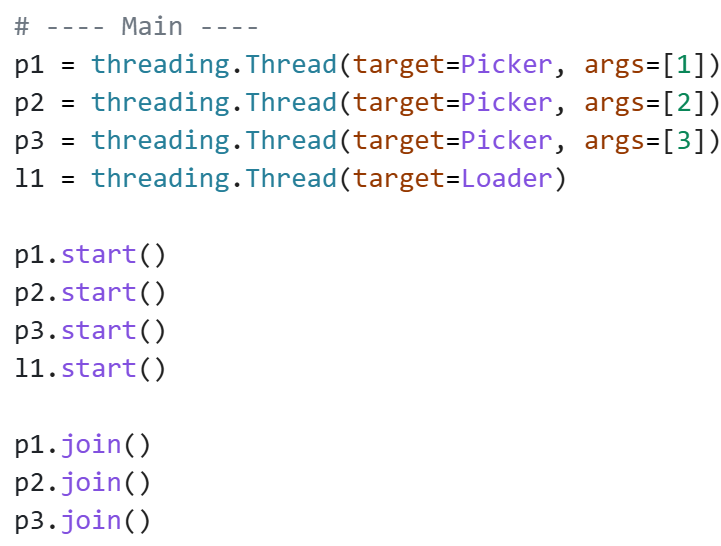 # ---- Main ----
p1 = threading.Thread(target=Picker, args=[1])
p2 = threading.Thread(target=Picker, args=[2])
p3 = threading.Thread(target=Picker, args=[3])
l1 = threading.Thread(target=Loader)

p1.start()
p2.start()
p3.start()
l1.start()

p1.join()
p2.join()
p3.join()